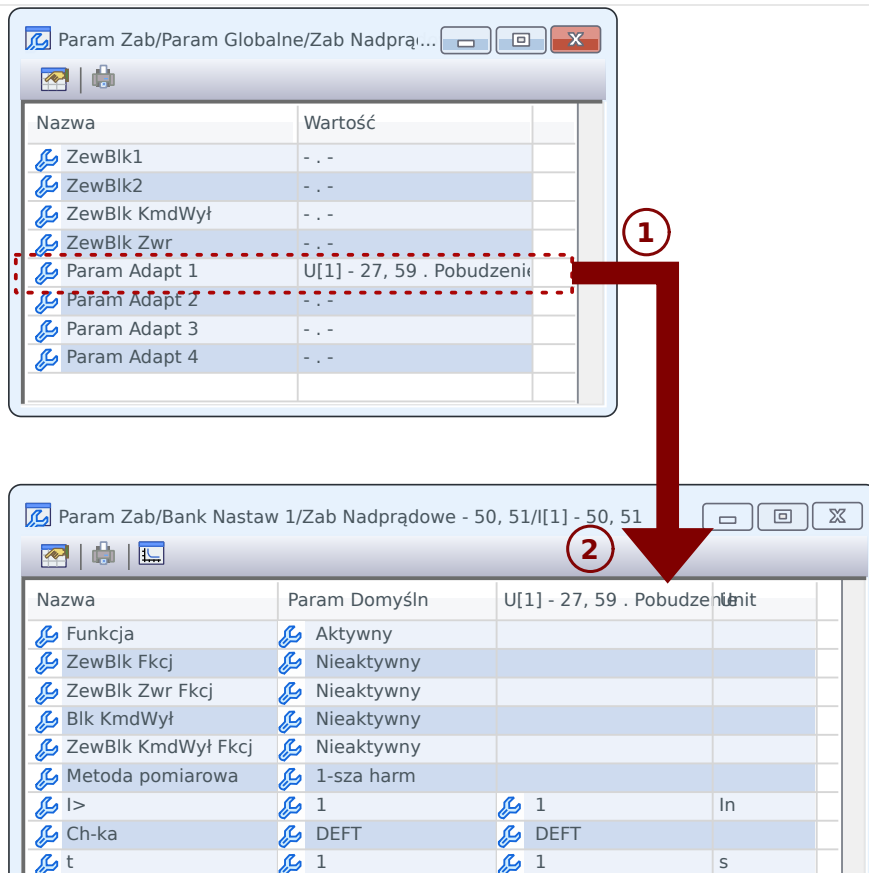 Param Zab/Param Globalne/Zab Nadprą...
Nazwa Wartość
ZewBlk1 - . -
ZewBlk2 - . -
ZewBlk KmdWył - . -
ZewBlk Zwr - . -
Param Adapt 1 U[1] - 27, 59 . Pobudzenie
Param Adapt 2 - . -
Param Adapt 3 - . -
Param Adapt 4 - . -
1
Param Zab/Bank Nastaw 1/Zab Nadprądowe - 50, 51/I[1] - 50, 51
2
Nazwa Param Domyśln U[1] - 27, 59 . Pobudzenie Unit
Funkcja Aktywny
ZewBlk Fkcj Nieaktywny
ZewBlk Zwr Fkcj Nieaktywny
Blk KmdWył Nieaktywny
ZewBlk KmdWył Fkcj Nieaktywny
Metoda pomiarowa 1-sza harm
I> 1 1 In
Ch-ka DEFT DEFT
t 1 1 s